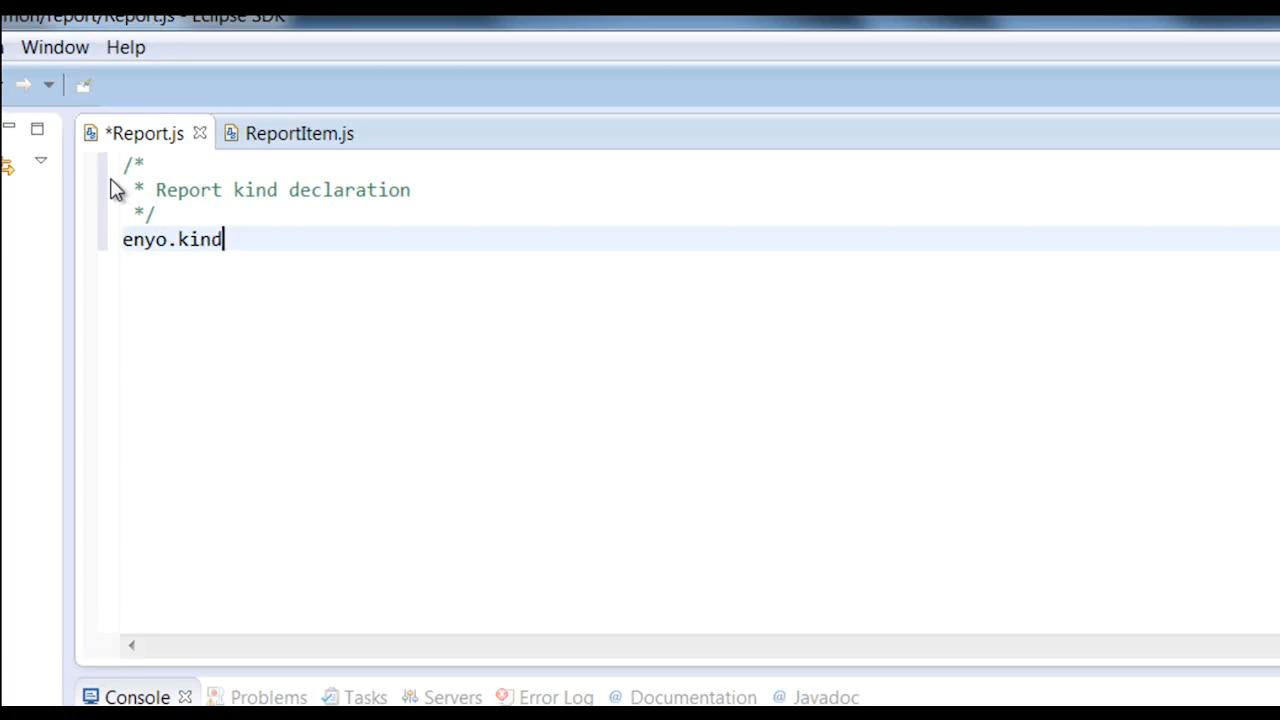 mon/report/Report.js - Eclipse SDK
Window Help
*Report.js ReportItem.js
/*
* Report kind declaration
*/
enyo.kind
Console Problems Tasks Servers Error Log @ Documentation @ Javadoc